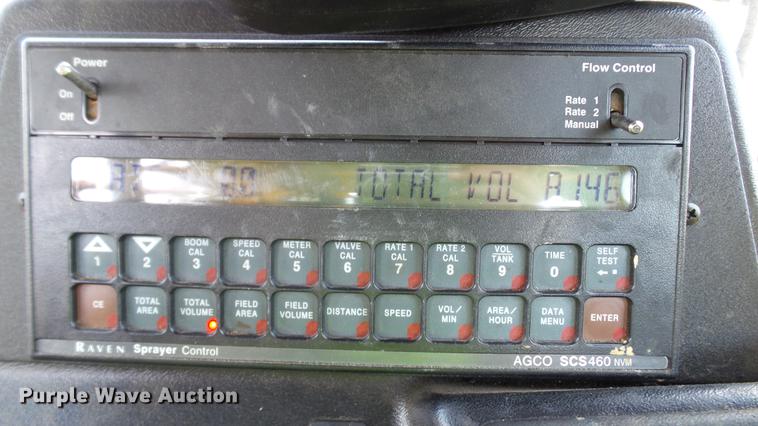 Power
On
Off
Flow Control
Rate 1
Rate 2
Manual
TOTAL VOL
1
2
BOOM CAL 3
SPEED CAL 4
METER CAL 5
VALVE CAL 6
RATE 1 CAL 7
RATE 2 CAL 8
VOL/TANK 9
TIME 0
SELF TEST
CE
TOTAL AREA
TOTAL VOLUME
FIELD AREA
FIELD VOLUME
DISTANCE
SPEED
VOL/MIN
AREA/HOUR
DATA MENU
ENTER
RAVEN Sprayer Control
AGCO SCS460 NVM
Purple Wave Auction